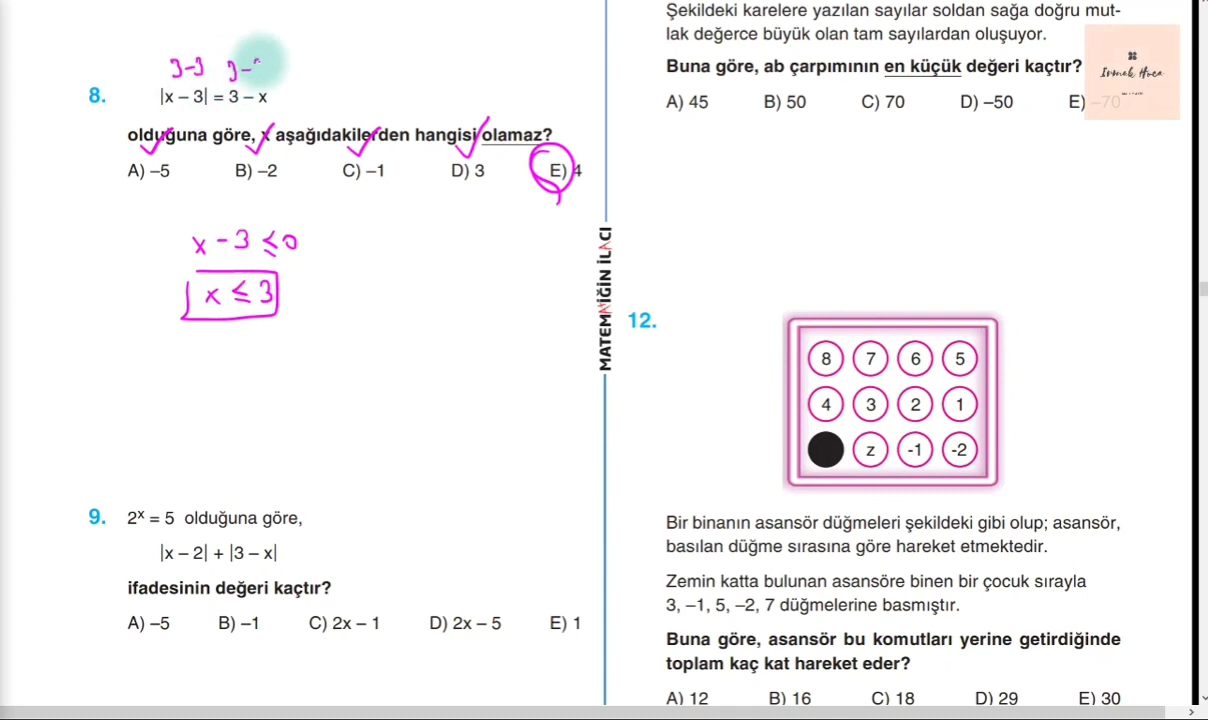 3-3 3-
8. |x – 3| = 3 – x
olduğuna göre, x aşağıdakilerden hangisi olamaz?
A) –5 B) –2 C) –1 D) 3 E) 4
x - 3 ≤ 0
x ≤ 3
9. 2ˣ = 5 olduğuna göre,
|x – 2| + |3 – x|
ifadesinin değeri kaçtır?
A) –5 B) –1 C) 2x – 1 D) 2x – 5 E) 1
MATEMATİĞİN İLACI
Şekildeki karelere yazılan sayılar soldan sağa doğru mut-
lak değerce büyük olan tam sayılardan oluşuyor.
Buna göre, ab çarpımının en küçük değeri kaçtır?
A) 45 B) 50 C) 70 D) –50 E) –70
Irmak Hoca
12.
8 7 6 5
4 3 2 1
z -1 -2
Bir binanın asansör düğmeleri şekildeki gibi olup; asansör,
basılan düğme sırasına göre hareket etmektedir.
Zemin katta bulunan asansöre binen bir çocuk sırayla
3, –1, 5, –2, 7 düğmelerine basmıştır.
Buna göre, asansör bu komutları yerine getirdiğinde
toplam kaç kat hareket eder?
A) 12 B) 16 C) 18 D) 29 E) 30